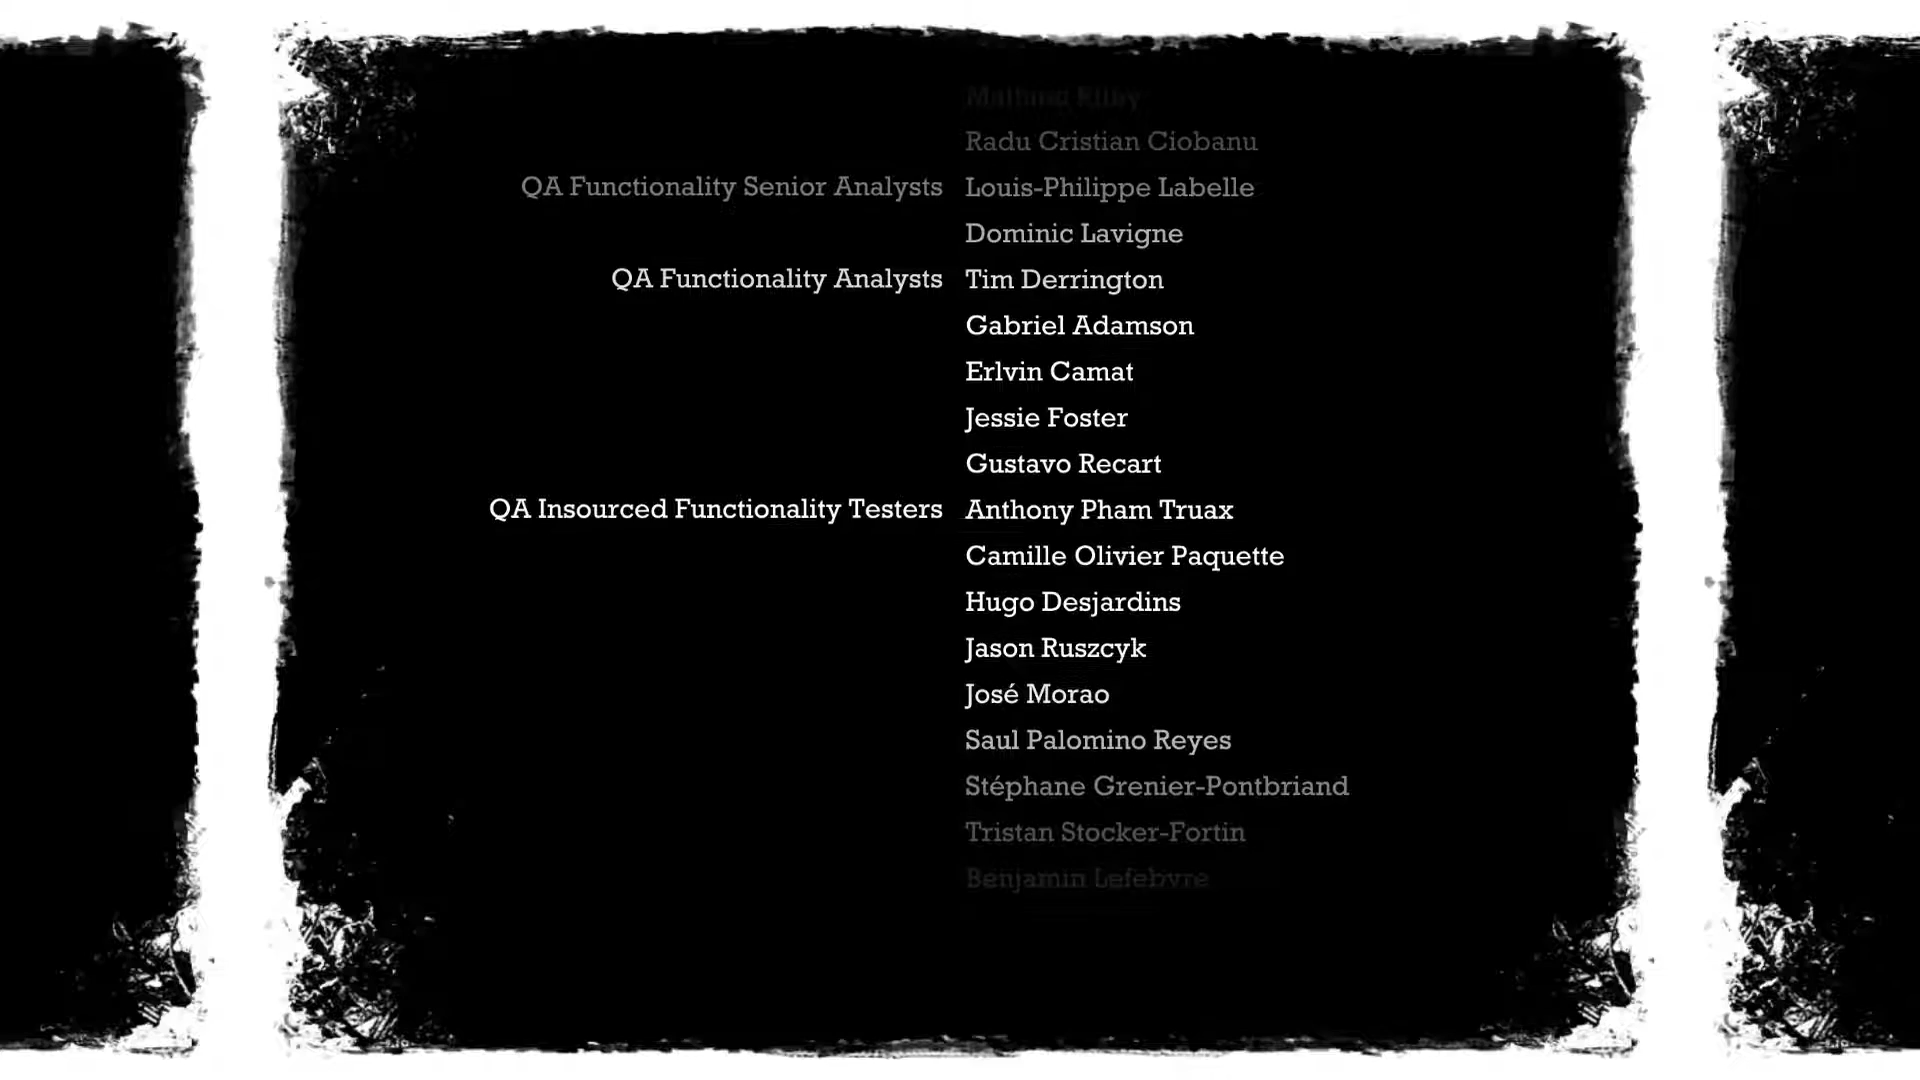 Radu Cristian Ciobanu
QA Functionality Senior Analysts Louis-Philippe Labelle
Dominic Lavigne
QA Functionality Analysts Tim Derrington
Gabriel Adamson
Erlvin Camat
Jessie Foster
Gustavo Recart
QA Insourced Functionality Testers Anthony Pham Truax
Camille Olivier Paquette
Hugo Desjardins
Jason Ruszcyk
José Morao
Saul Palomino Reyes
Stéphane Grenier-Pontbriand
Tristan Stocker-Fortin
Benjamin Lefebvre